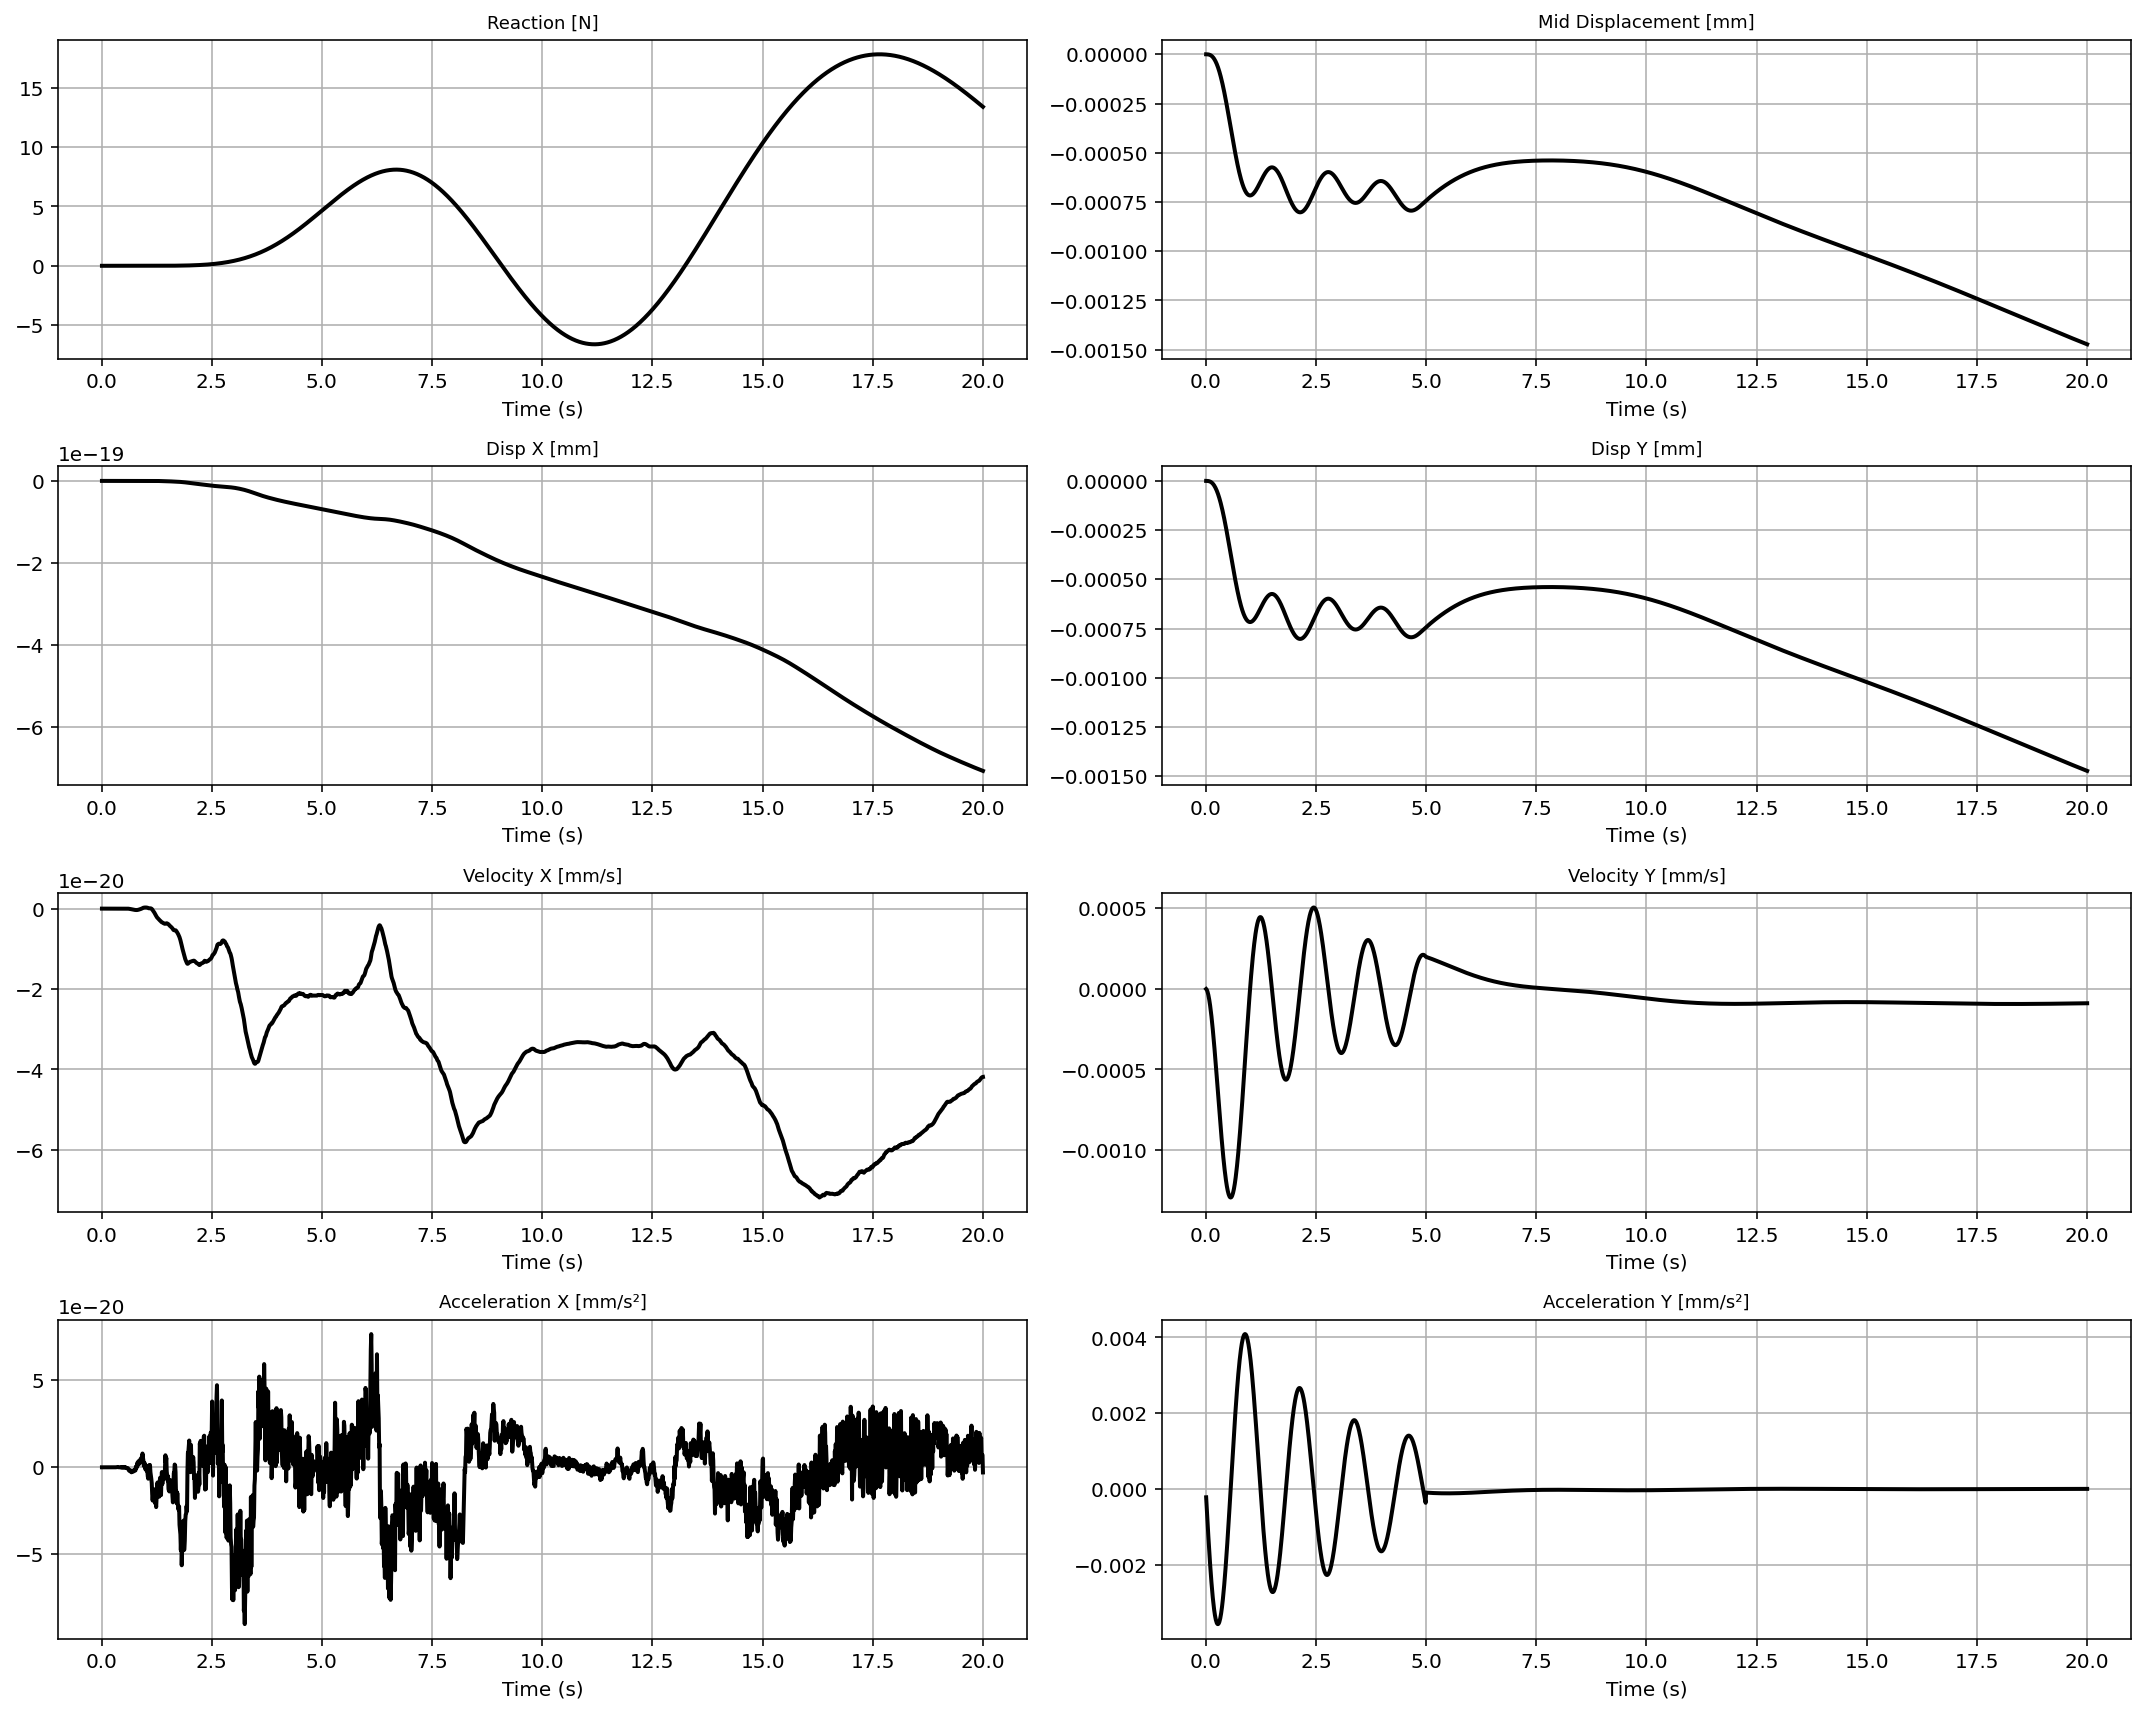 Reaction [N]
15
10
5
0
−5
0.0 2.5 5.0 7.5 10.0 12.5 15.0 17.5 20.0
Time (s)
Mid Displacement [mm]
0.00000
−0.00025
−0.00050
−0.00075
−0.00100
−0.00125
−0.00150
0.0 2.5 5.0 7.5 10.0 12.5 15.0 17.5 20.0
Time (s)
1e−19
Disp X [mm]
0
−2
−4
−6
0.0 2.5 5.0 7.5 10.0 12.5 15.0 17.5 20.0
Time (s)
Disp Y [mm]
0.00000
−0.00025
−0.00050
−0.00075
−0.00100
−0.00125
−0.00150
0.0 2.5 5.0 7.5 10.0 12.5 15.0 17.5 20.0
Time (s)
1e−20
Velocity X [mm/s]
0
−2
−4
−6
0.0 2.5 5.0 7.5 10.0 12.5 15.0 17.5 20.0
Time (s)
Velocity Y [mm/s]
0.0005
0.0000
−0.0005
−0.0010
0.0 2.5 5.0 7.5 10.0 12.5 15.0 17.5 20.0
Time (s)
1e−20
Acceleration X [mm/s²]
5
0
−5
0.0 2.5 5.0 7.5 10.0 12.5 15.0 17.5 20.0
Time (s)
Acceleration Y [mm/s²]
0.004
0.002
0.000
−0.002
0.0 2.5 5.0 7.5 10.0 12.5 15.0 17.5 20.0
Time (s)